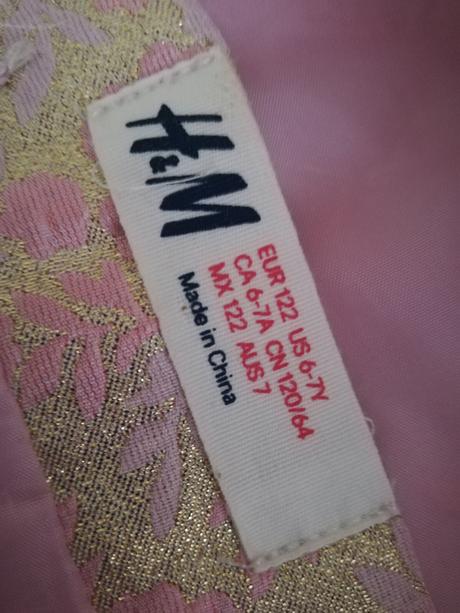 H&M
EUR 122 US 6-7Y
CA 6-7A CN 120/64
MX 122 AUS 7
Made in China